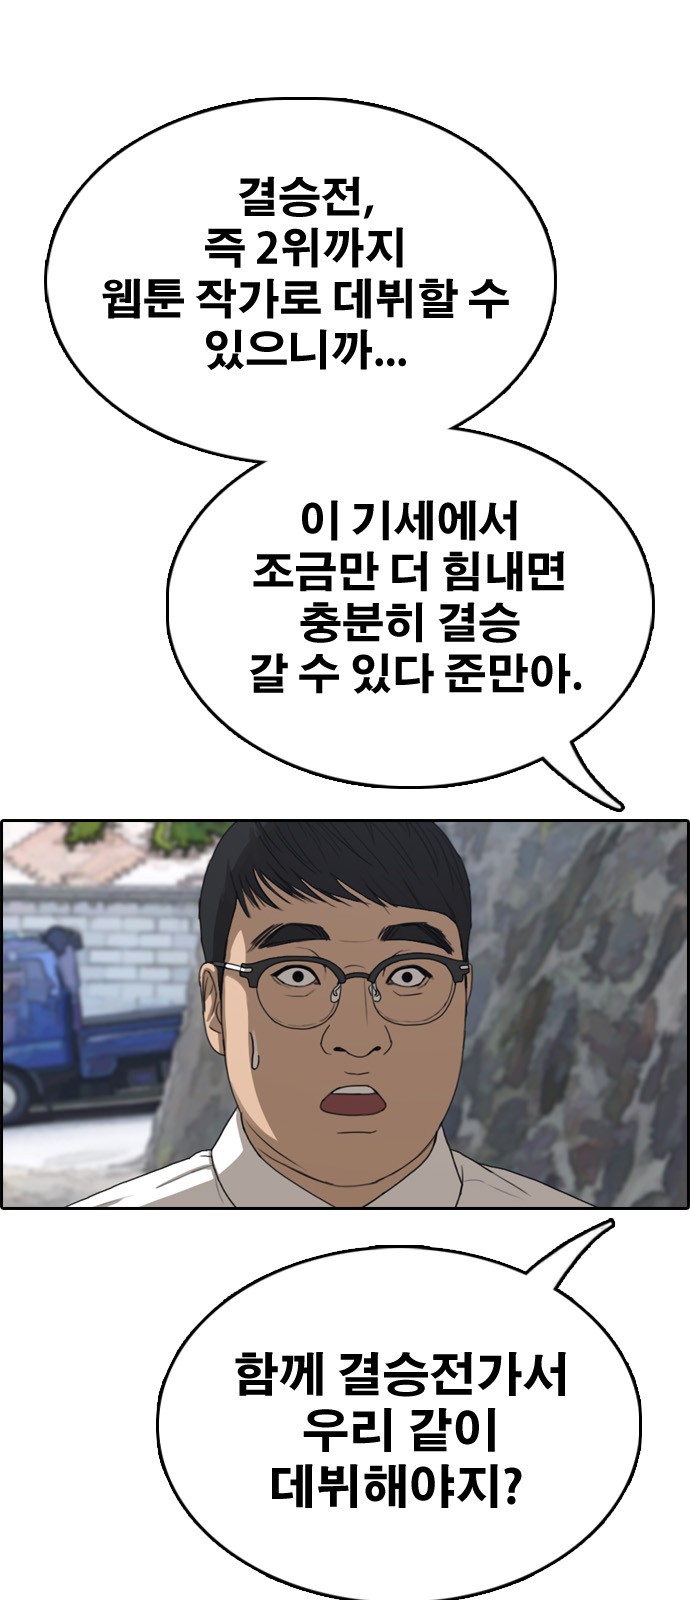 결승전,
즉 2위까지
웹툰 작가로 데뷔할 수
있으니까...
이 기세에서
조금만 더 힘내면
충분히 결승
갈 수 있다 준만아.
함께 결승전가서
우리 같이
데뷔해야지?